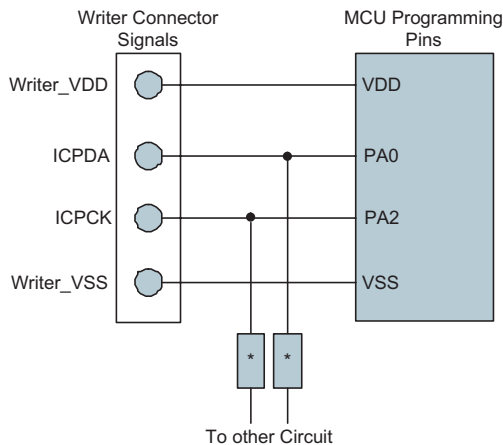 Writer Connector
Signals
MCU Programming
Pins
Writer_VDD
VDD
ICPDA
PA0
ICPCK
PA2
Writer_VSS
VSS
*
*
To other Circuit